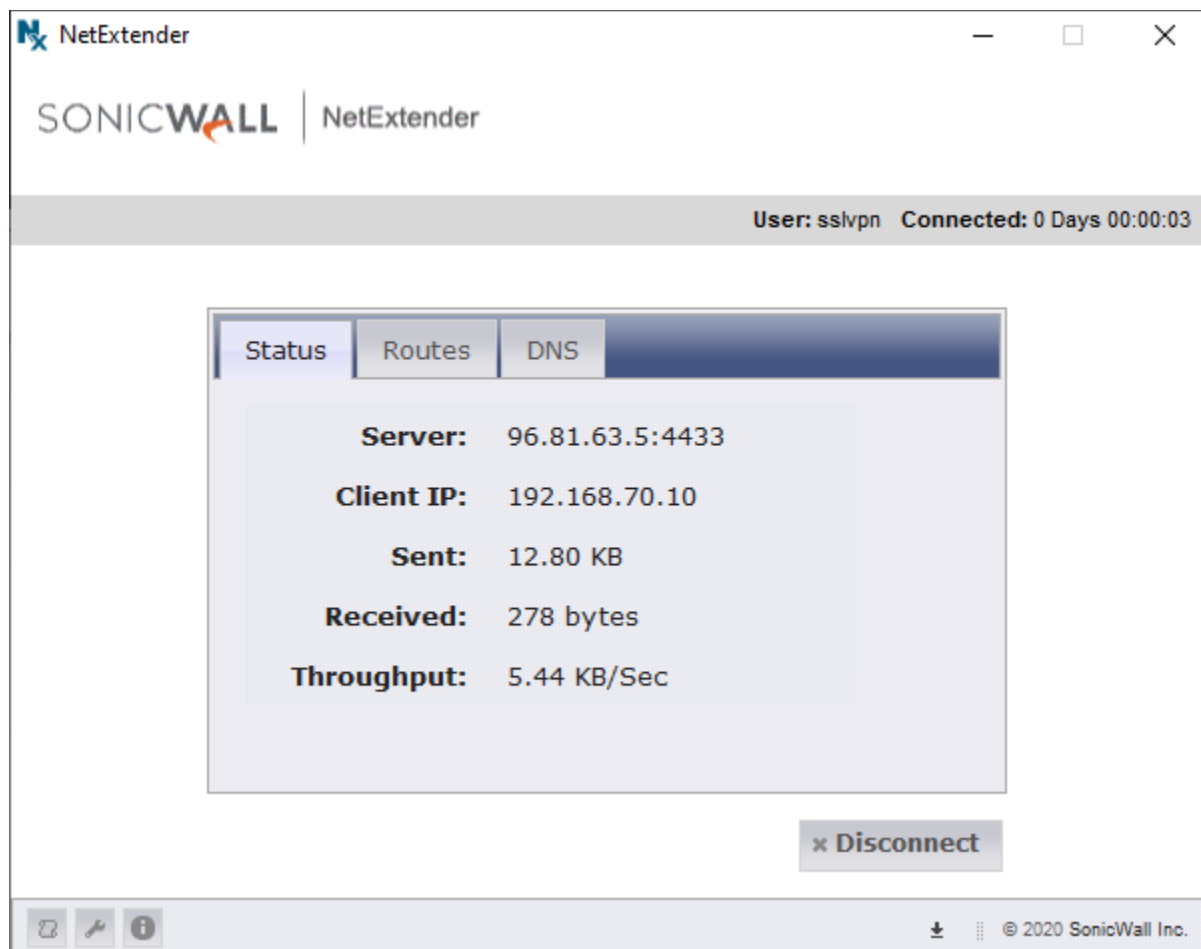 NetExtender
SONICWALL NetExtender
User: sslvpn Connected: 0 Days 00:00:03
Status Routes DNS
Server: 96.81.63.5:4433
Client IP: 192.168.70.10
Sent: 12.80 KB
Received: 278 bytes
Throughput: 5.44 KB/Sec
Disconnect
© 2020 SonicWall Inc.